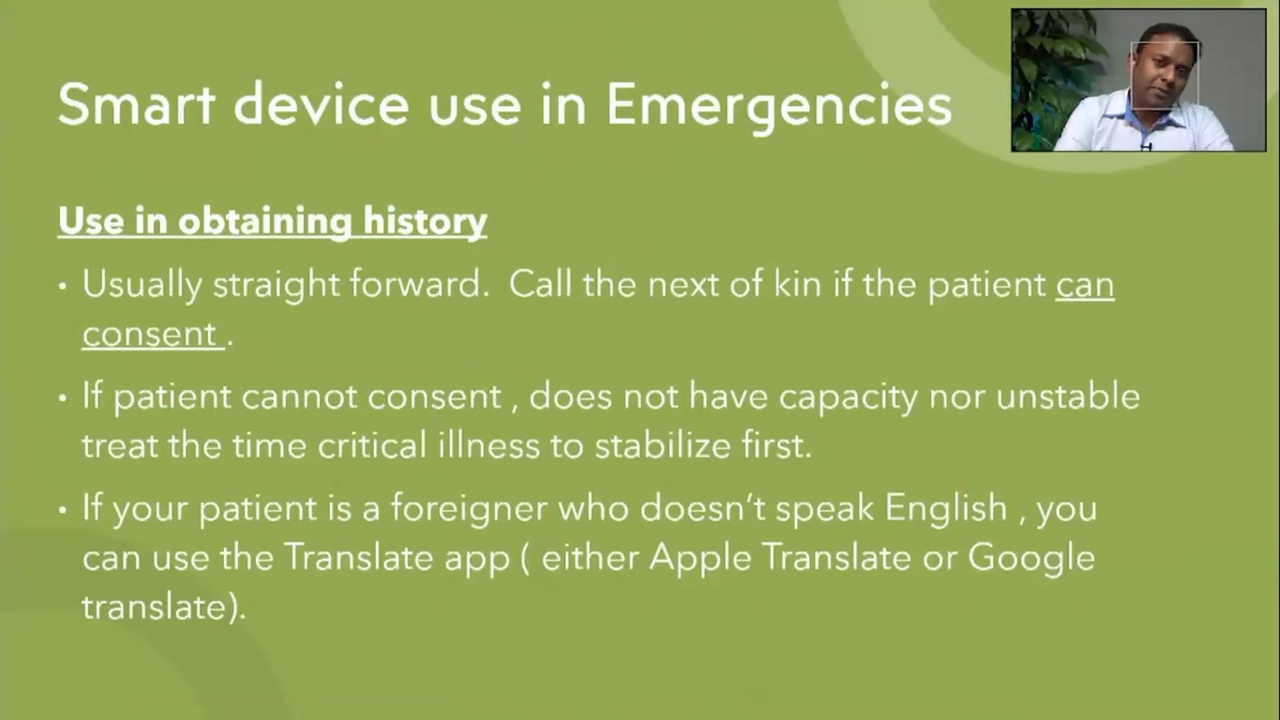 Smart device use in Emergencies
Use in obtaining history
• Usually straight forward.  Call the next of kin if the patient can
consent .
• If patient cannot consent , does not have capacity nor unstable
treat the time critical illness to stabilize first.
• If your patient is a foreigner who doesn’t speak English , you
can use the Translate app ( either Apple Translate or Google
translate).